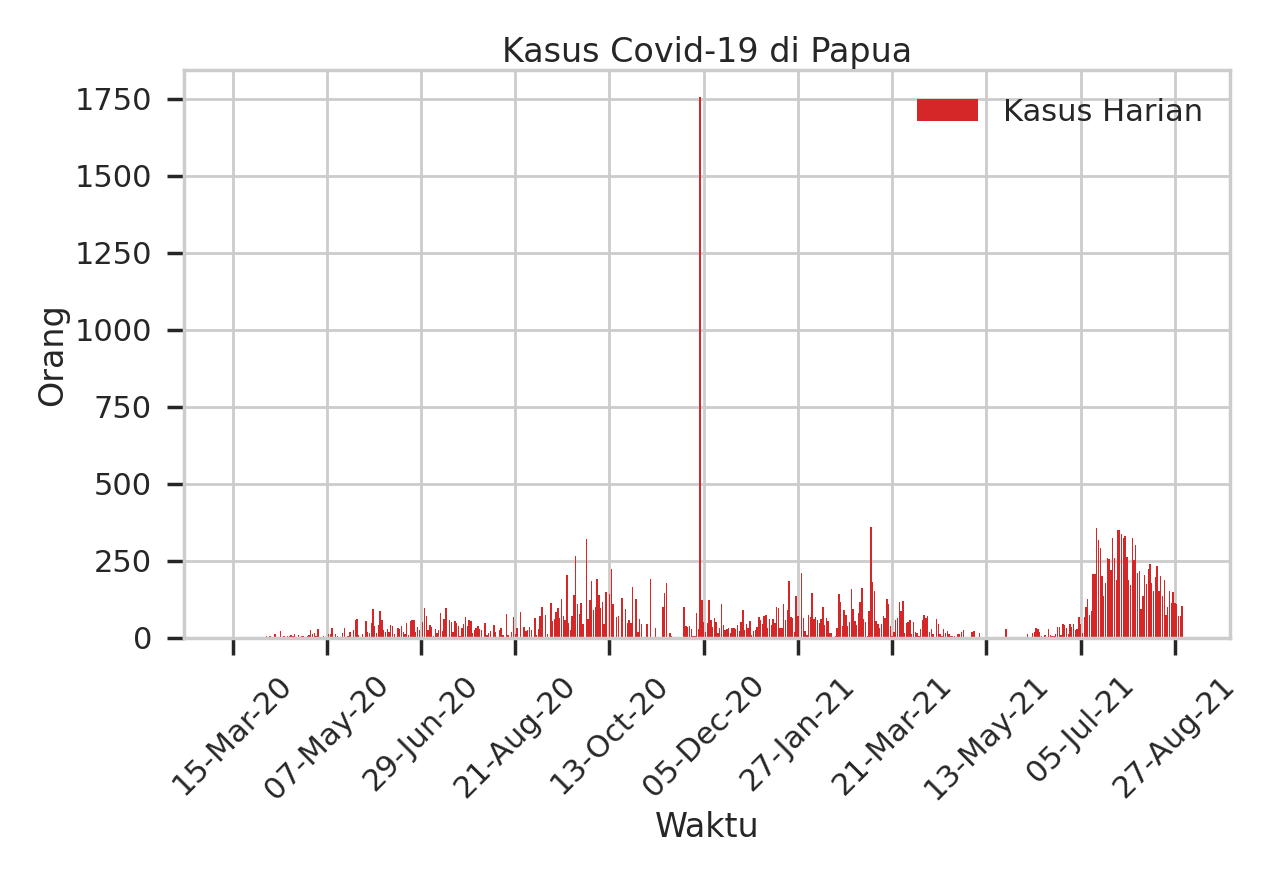 Kasus Covid-19 di Papua
Kasus Harian
1750
1500
1250
1000
750
500
250
0
Orang
15-Mar-20
07-May-20
29-Jun-20
21-Aug-20
13-Oct-20
05-Dec-20
27-Jan-21
21-Mar-21
13-May-21
05-Jul-21
27-Aug-21
Waktu